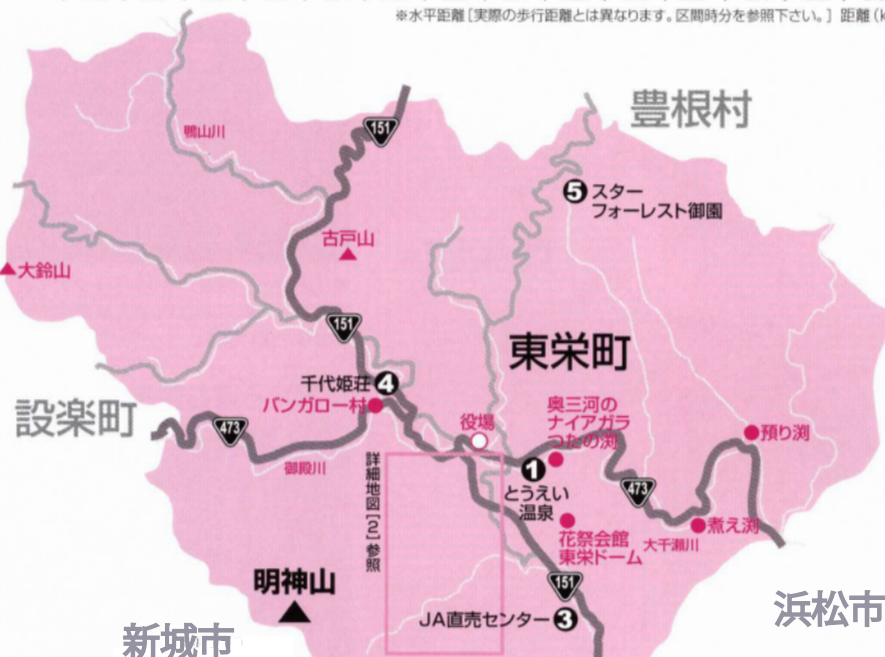 ※水平距離[実際の歩行距離とは異なります。区間時分を参照下さい。] 距離(k
豊根村
151
鴨山川
5 スター
フォーレスト御園
古戸山
大鈴山
151
東栄町
千代姫荘 4
バンガロー村
設楽町
473
御殿川
役場
奥三河の
ナイアガラ
つたの渕
預り渕
詳細地図[2]参照
1
とうえい
温泉
473
煮え渕
大千瀬川
花祭会館
東栄ドーム
明神山
151
JA直売センター 3
浜松市
新城市